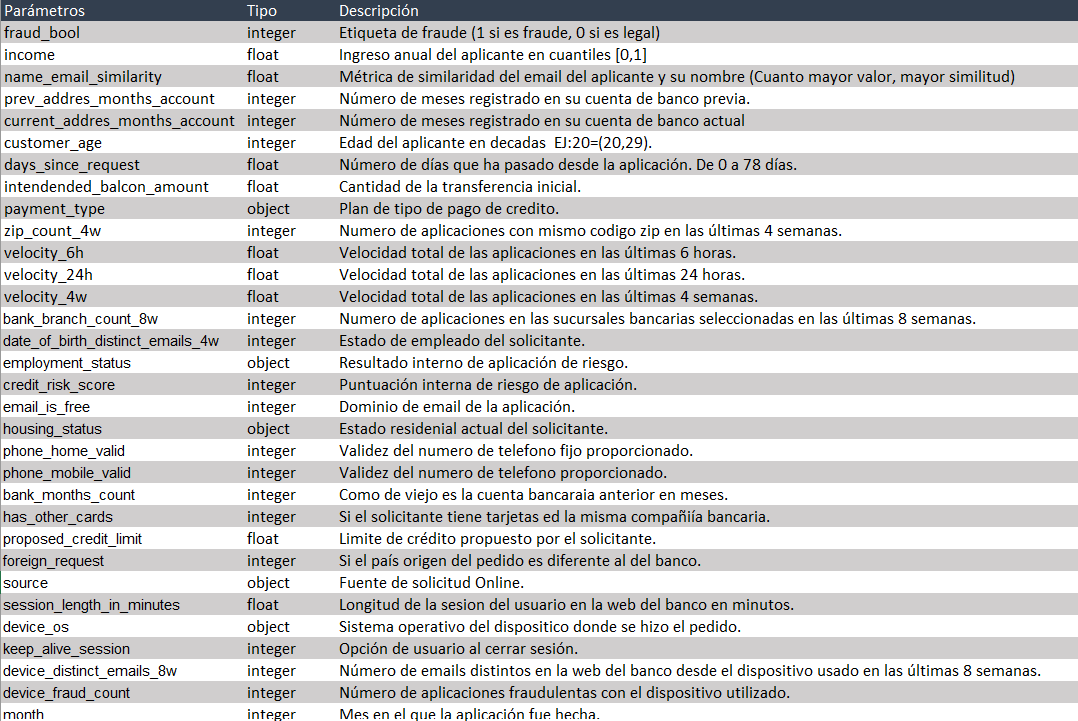 Parámetros Tipo Descripción
fraud_bool integer Etiqueta de fraude (1 si es fraude, 0 si es legal)
income float Ingreso anual del aplicante en cuantiles [0,1]
name_email_similarity float Métrica de similaridad del email del aplicante y su nombre (Cuanto mayor valor, mayor similitud)
prev_addres_months_account integer Número de meses registrado en su cuenta de banco previa.
current_addres_months_account integer Número de meses registrado en su cuenta de banco actual
customer_age integer Edad del aplicante en decadas EJ:20=(20,29).
days_since_request float Número de días que ha pasado desde la aplicación. De 0 a 78 días.
intendended_balcon_amount float Cantidad de la transferencia inicial.
payment_type object Plan de tipo de pago de credito.
zip_count_4w integer Numero de aplicaciones con mismo codigo zip en las últimas 4 semanas.
velocity_6h float Velocidad total de las aplicaciones en las últimas 6 horas.
velocity_24h float Velocidad total de las aplicaciones en las últimas 24 horas.
velocity_4w float Velocidad total de las aplicaciones en las últimas 4 semanas.
bank_branch_count_8w integer Numero de aplicaciones en las sucursales bancarias seleccionadas en las últimas 8 semanas.
date_of_birth_distinct_emails_4w integer Estado de empleado del solicitante.
employment_status object Resultado interno de aplicación de riesgo.
credit_risk_score integer Puntuación interna de riesgo de aplicación.
email_is_free integer Dominio de email de la aplicación.
housing_status object Estado residenial actual del solicitante.
phone_home_valid integer Validez del numero de telefono fijo proporcionado.
phone_mobile_valid integer Validez del numero de telefono proporcionado.
bank_months_count integer Como de viejo es la cuenta bancaraia anterior en meses.
has_other_cards integer Si el solicitante tiene tarjetas ed la misma compañiía bancaria.
proposed_credit_limit float Limite de crédito propuesto por el solicitante.
foreign_request integer Si el país origen del pedido es diferente al del banco.
source object Fuente de solicitud Online.
session_length_in_minutes float Longitud de la sesion del usuario en la web del banco en minutos.
device_os object Sistema operativo del dispositico donde se hizo el pedido.
keep_alive_session integer Opción de usuario al cerrar sesión.
device_distinct_emails_8w integer Número de emails distintos en la web del banco desde el dispositivo usado en las últimas 8 semanas.
device_fraud_count integer Número de aplicaciones fraudulentas con el dispositivo utilizado.
month integer Mes en el que la aplicación fue hecha.